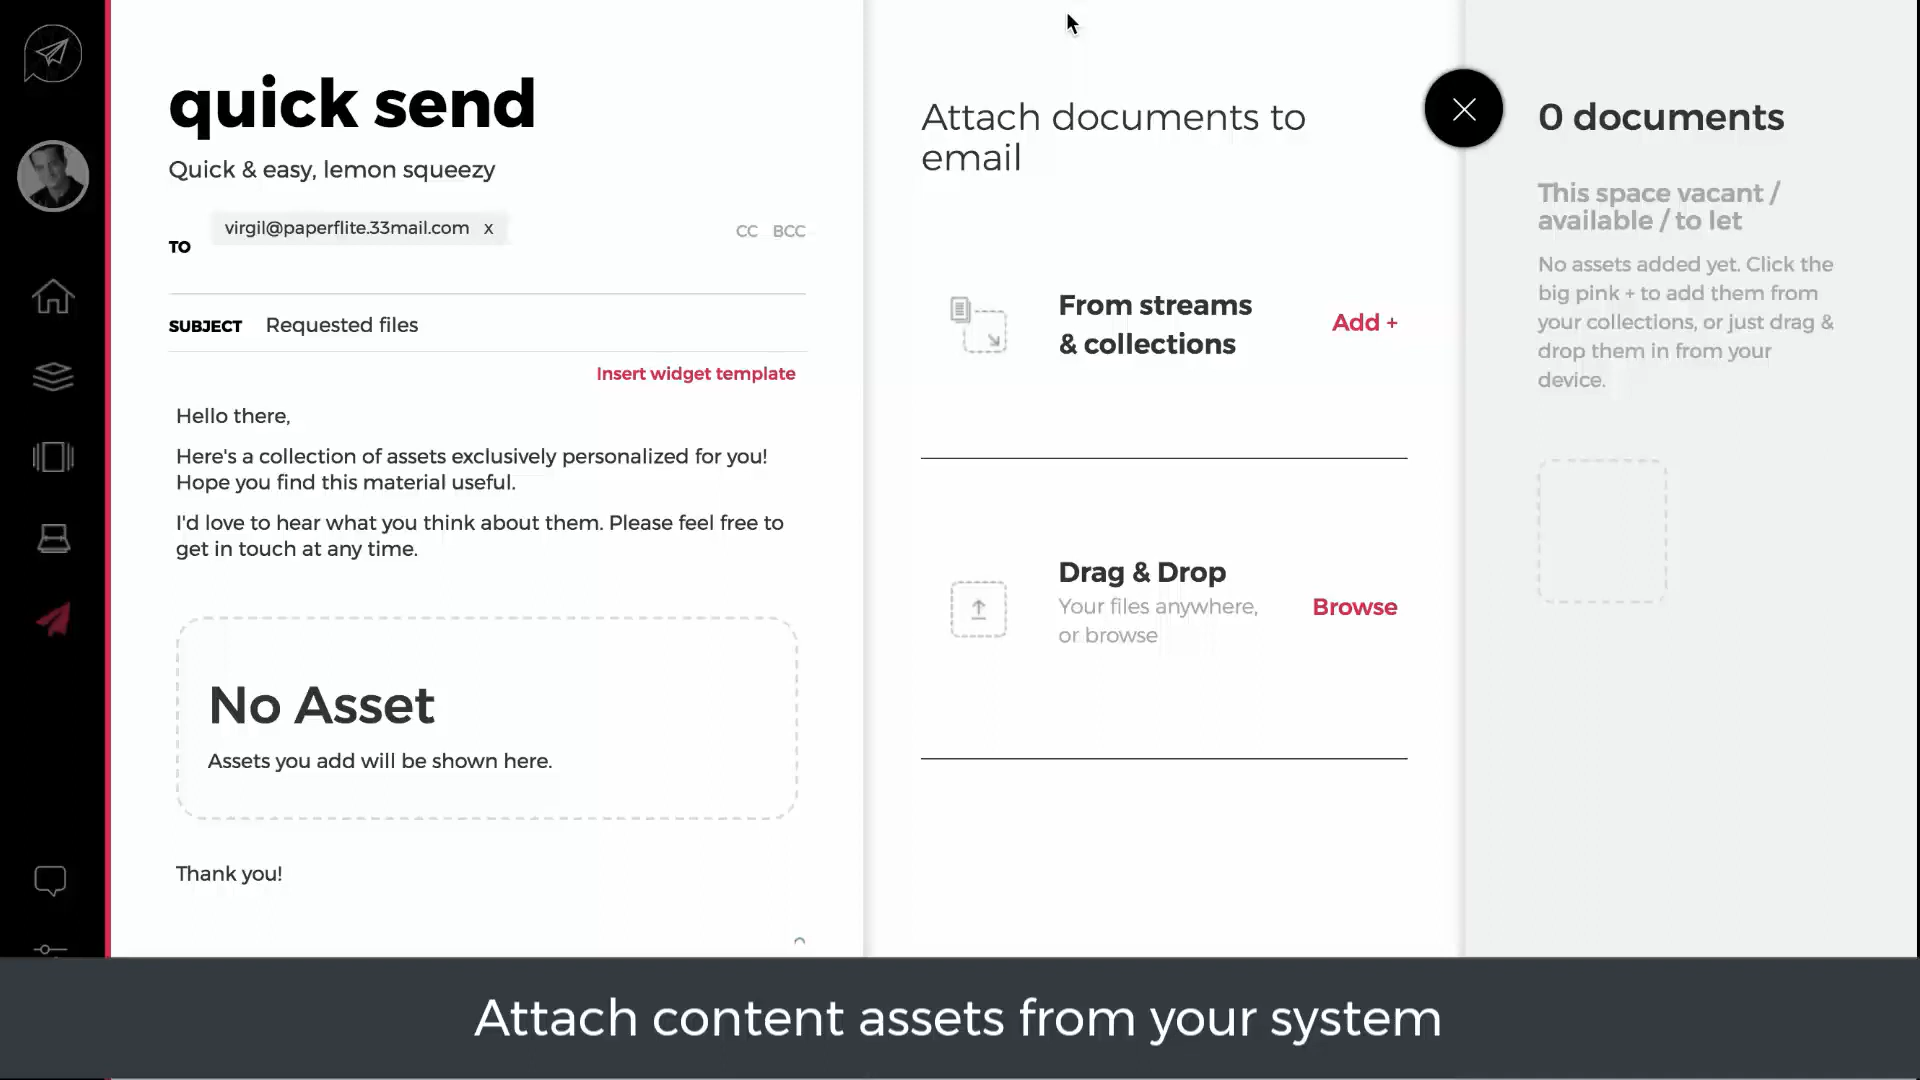 quick send
Quick & easy, lemon squeezy
TO
virgil@paperflite.33mail.com x
CC BCC
SUBJECT Requested files
Insert widget template
Hello there,
Here's a collection of assets exclusively personalized for you!
Hope you find this material useful.
I'd love to hear what you think about them. Please feel free to
get in touch at any time.
No Asset
Assets you add will be shown here.
Thank you!
Attach documents to
email
From streams
& collections
Add +
Drag & Drop
Your files anywhere,
or browse
Browse
0 documents
This space vacant /
available / to let
No assets added yet. Click the
big pink + to add them from
your collections, or just drag &
drop them in from your
device.
Attach content assets from your system